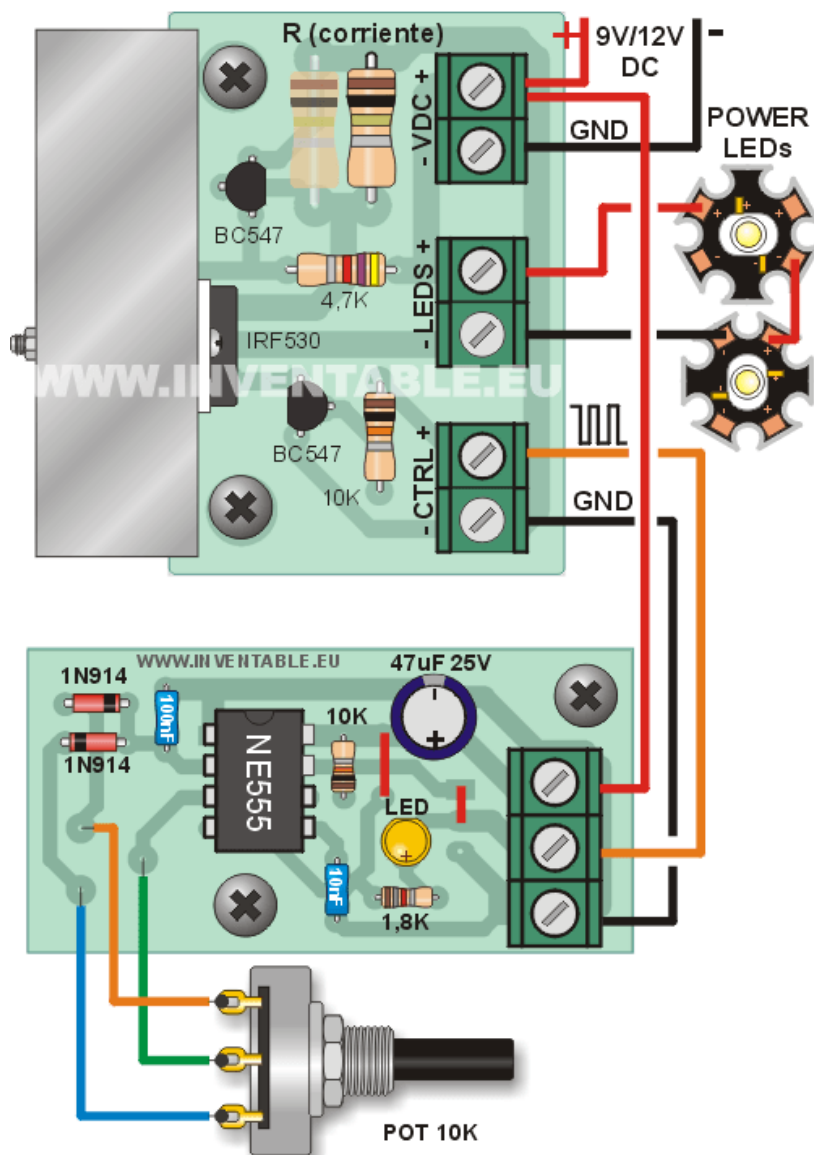 R (corriente)
+ 9V/12V -
DC
- VDC +
GND
POWER
LEDs
BC547
4,7K
- LEDS +
IRF530
WWW.INVENTABLE.EU
BC547
10K
- CTRL +
GND
WWW.INVENTABLE.EU
1N914
1N914
100nF
NE555
10K
47uF 25V
-
+
LED
+
10nF
1,8K
POT 10K